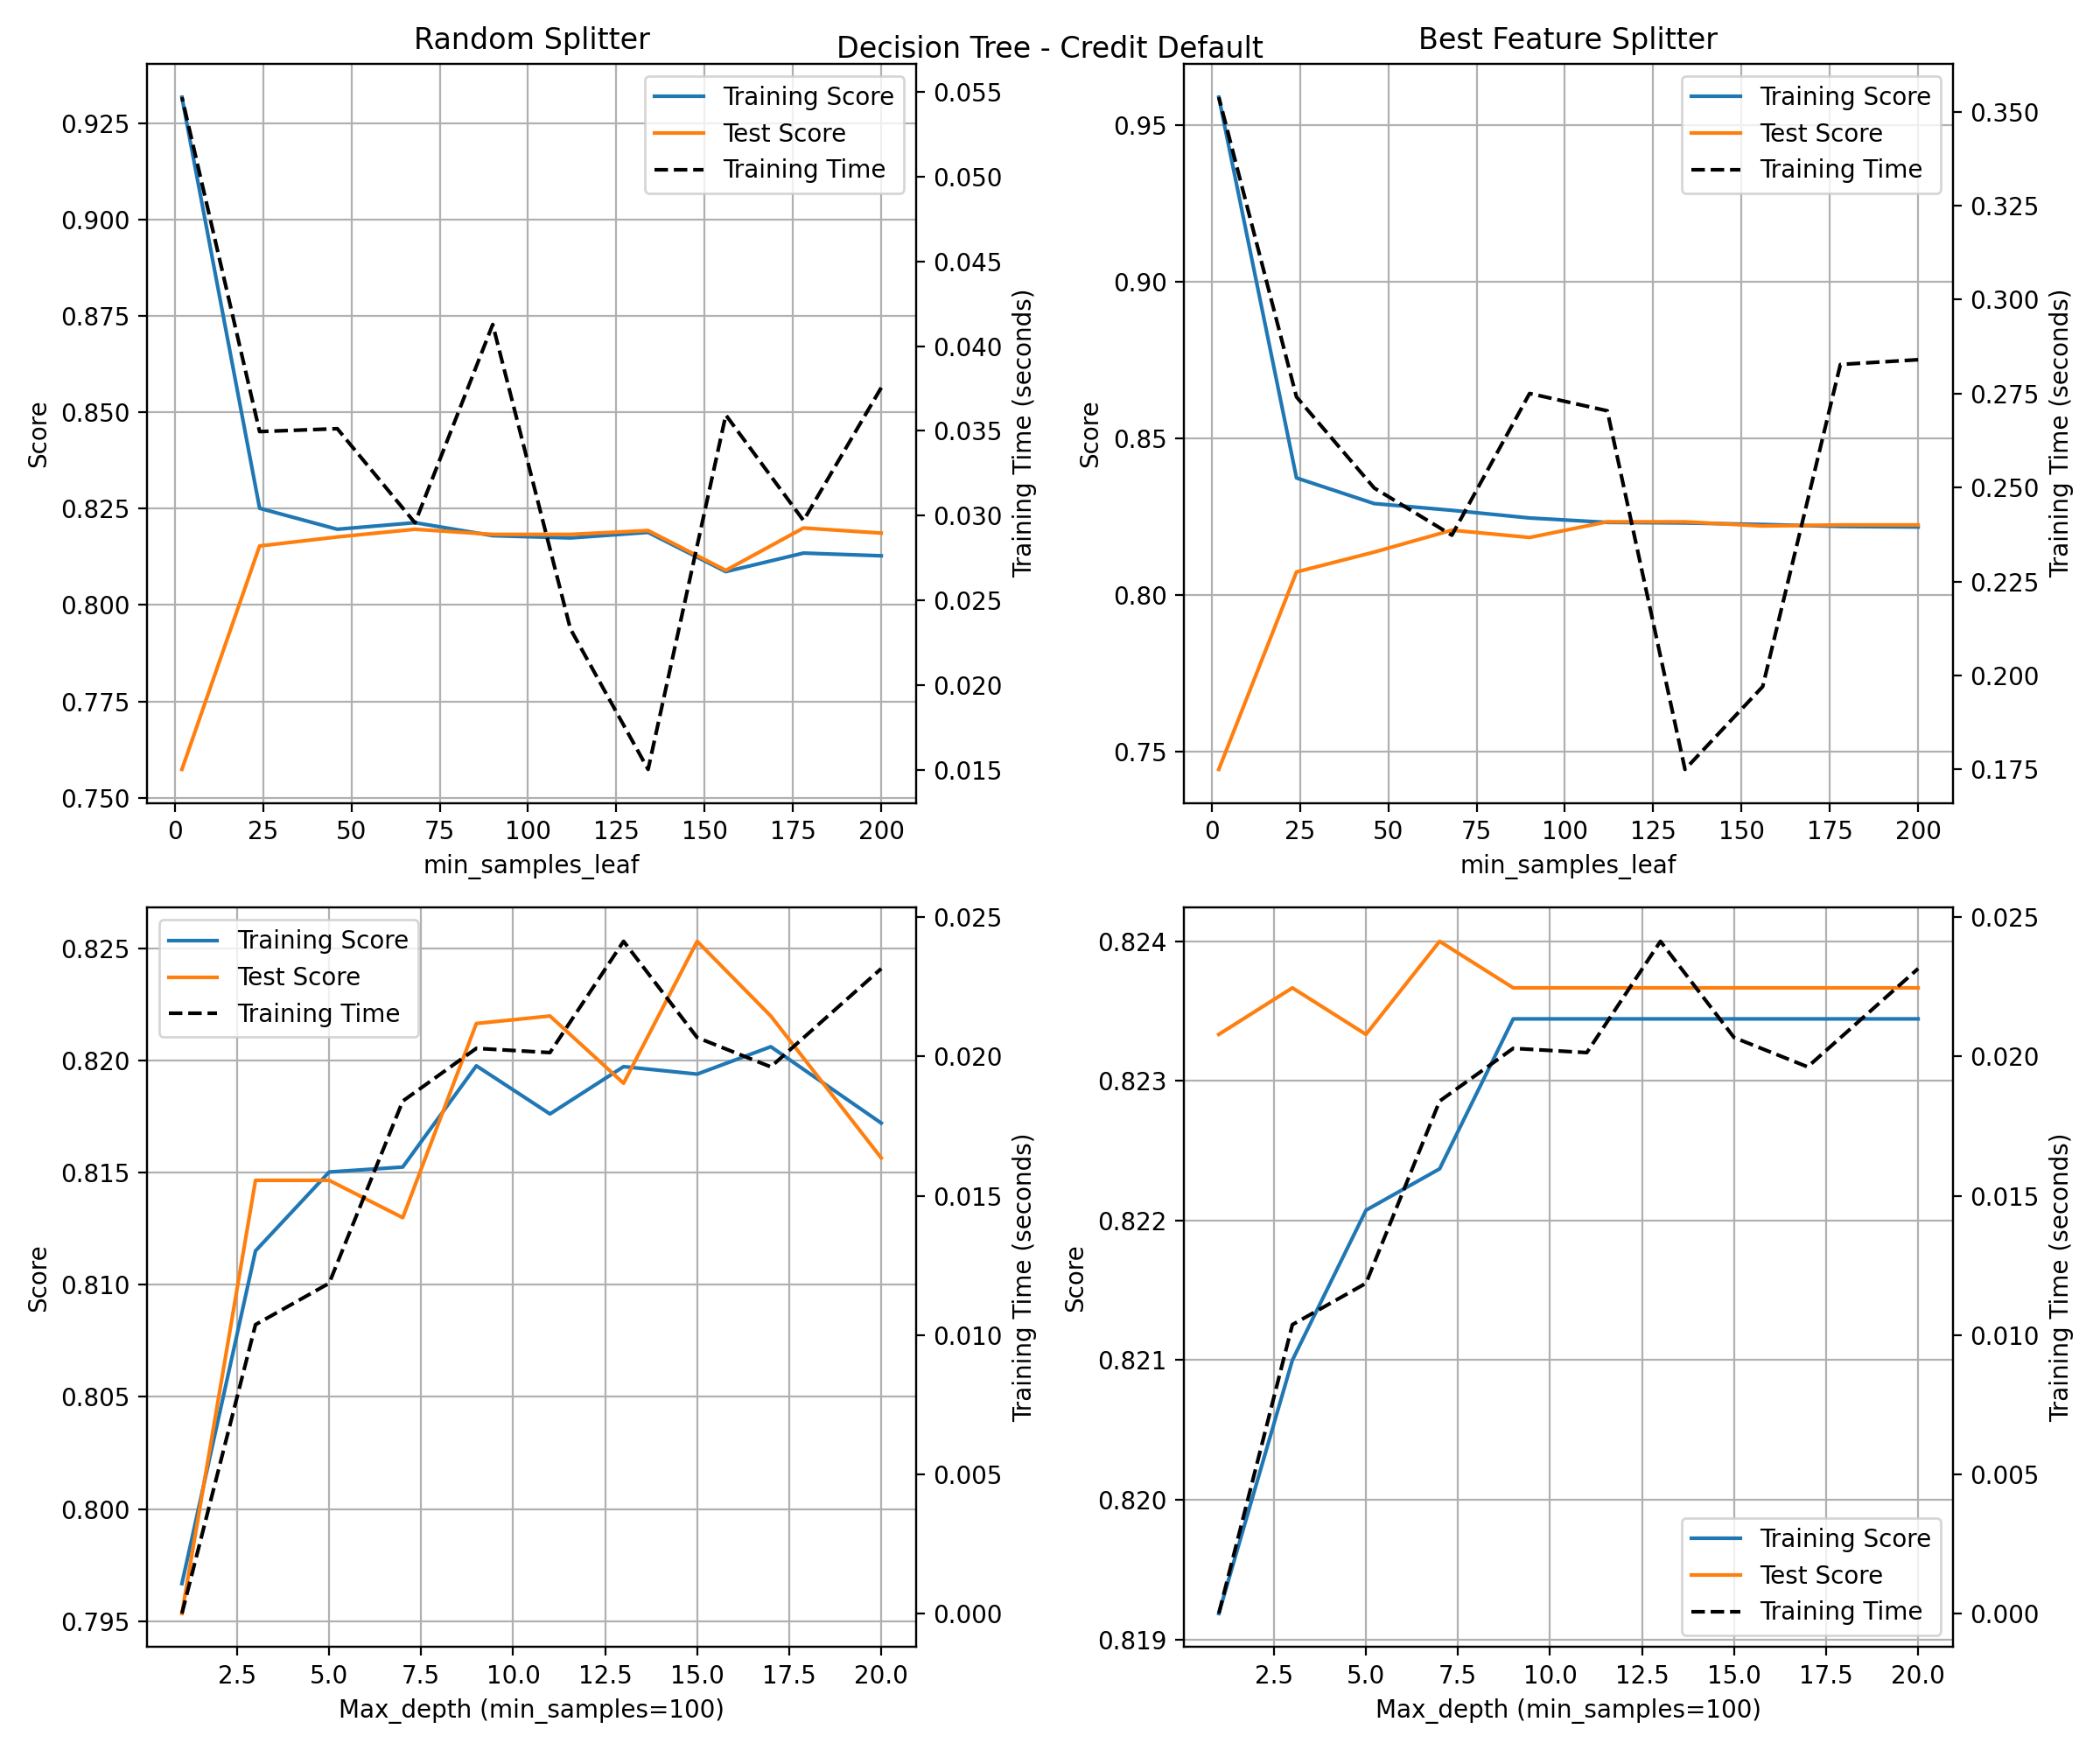 Decision Tree - Credit Default
Random Splitter
Training Score
Test Score
Training Time
0.925
0.900
0.875
0.850
0.825
0.800
0.775
0.750
Score
0.055
0.050
0.045
0.040
0.035
0.030
0.025
0.020
0.015
Training Time (seconds)
0 25 50 75 100 125 150 175 200
min_samples_leaf
Best Feature Splitter
Training Score
Test Score
Training Time
0.95
0.90
0.85
0.80
0.75
Score
0.350
0.325
0.300
0.275
0.250
0.225
0.200
0.175
Training Time (seconds)
0 25 50 75 100 125 150 175 200
min_samples_leaf
Training Score
Test Score
Training Time
0.825
0.820
0.815
0.810
0.805
0.800
0.795
Score
0.025
0.020
0.015
0.010
0.005
0.000
Training Time (seconds)
2.5 5.0 7.5 10.0 12.5 15.0 17.5 20.0
Max_depth (min_samples=100)
0.824
0.823
0.822
0.821
0.820
0.819
Score
0.025
0.020
0.015
0.010
0.005
0.000
Training Time (seconds)
Training Score
Test Score
Training Time
2.5 5.0 7.5 10.0 12.5 15.0 17.5 20.0
Max_depth (min_samples=100)